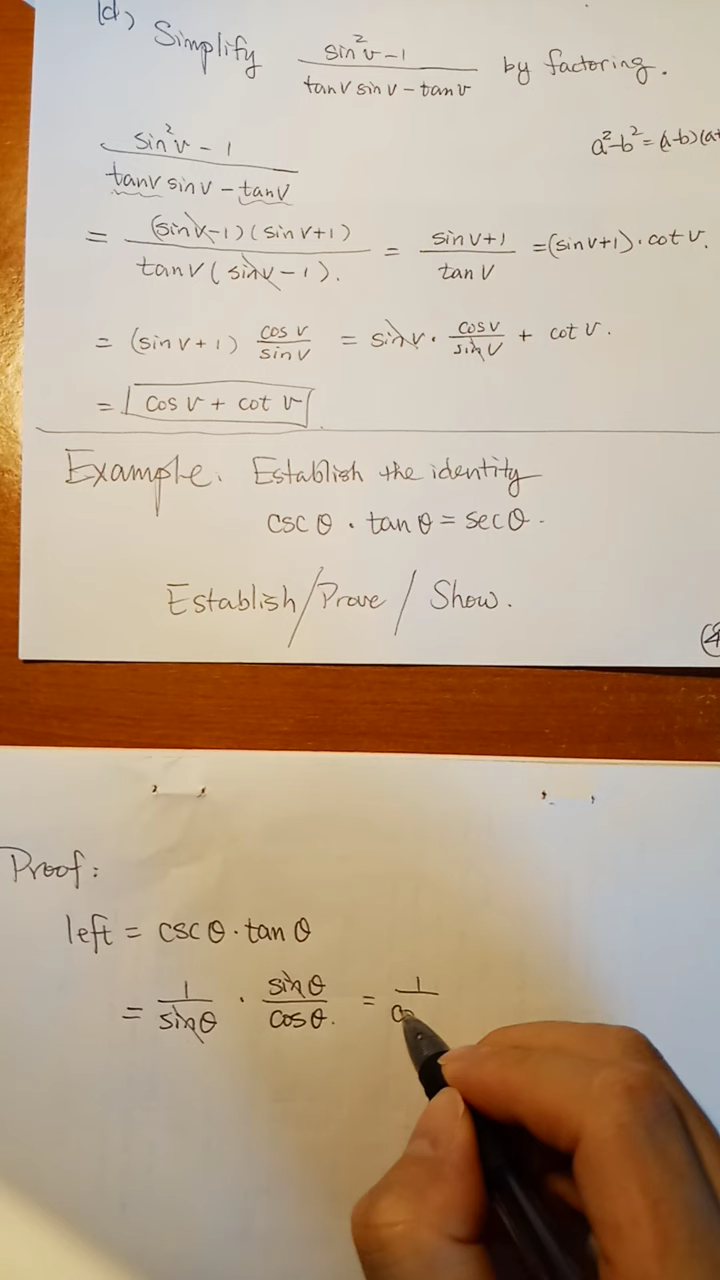 (d) Simplify (sin²v - 1)/(tanv sinv - tanv) by factoring.
a²-b² = (a-b)(a+
(sin²v - 1)/(tanv sinv - tanv)
= (sinv-1)(sinv+1)/(tanv(sinv-1)). = (sinv+1)/(tanv) = (sinv+1)·cotv.
= (sinv+1) cosv/sinv = sinv · cosv/sinv + cotv.
= cosv + cotv.
Example. Establish the identity
cscθ · tanθ = secθ.
Establish/Prove/Show.
Proof:
left = cscθ·tanθ
= 1/sinθ · sinθ/cosθ. = 1/co